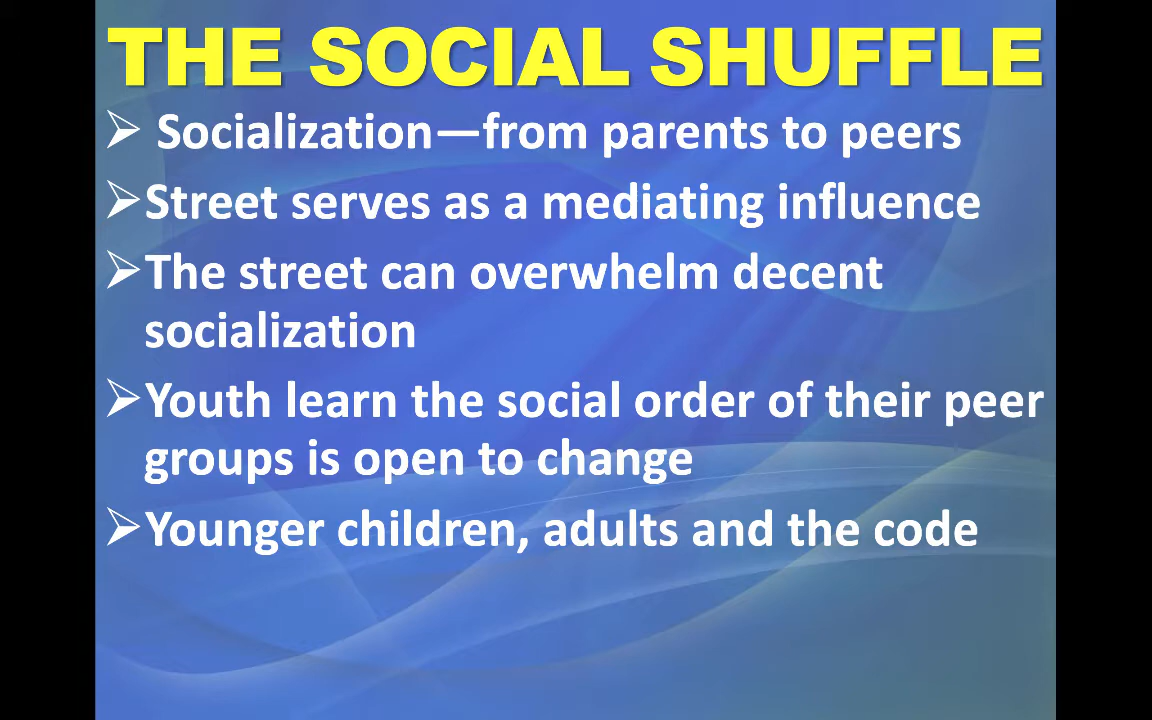 THE SOCIAL SHUFFLE
➢ Socialization—from parents to peers
➢Street serves as a mediating influence
➢The street can overwhelm decent
socialization
➢Youth learn the social order of their peer
groups is open to change
➢Younger children, adults and the code